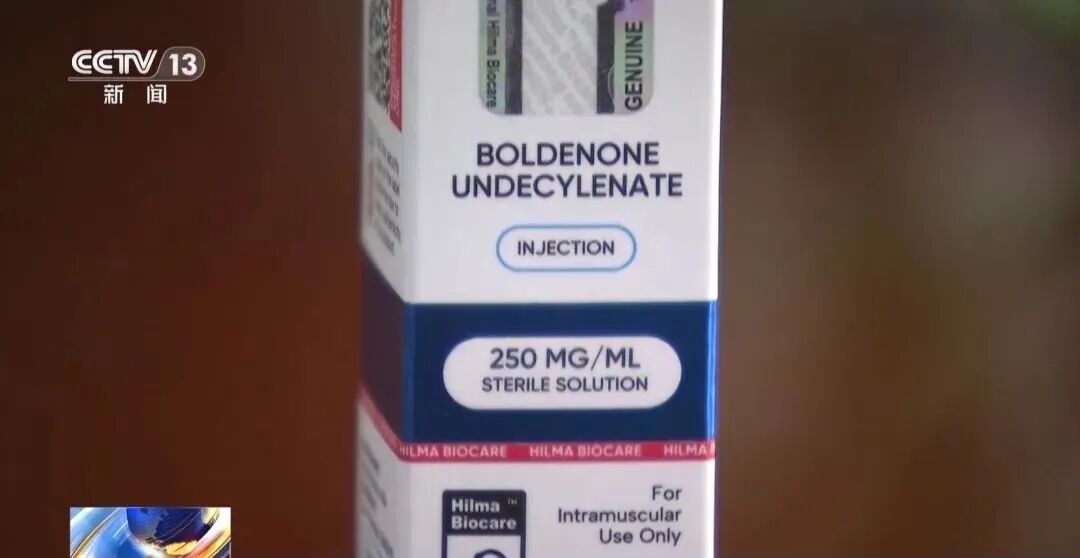 CCTV 13
新闻
Hilma Biocare
GENUINE
BOLDENONE
UNDECYLENATE
INJECTION
250 MG/ML
STERILE SOLUTION
HILMA BIOCARE HILMA BIOCARE HILMA
Hilma ™
Biocare
For
Intramuscular
Use Only